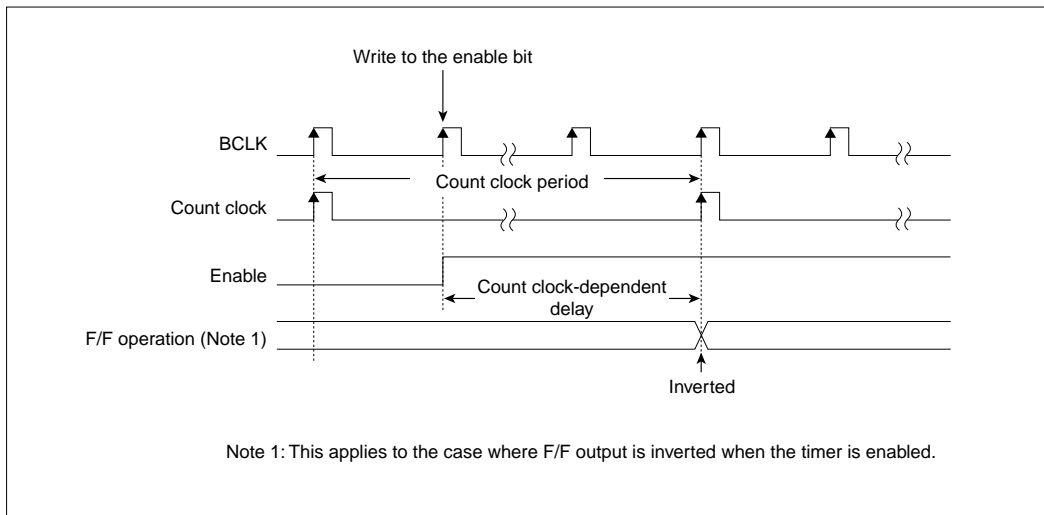 Write to the enable bit
BCLK
Count clock period
Count clock
Enable
Count clock-dependent
delay
F/F operation (Note 1)
Inverted
Note 1: This applies to the case where F/F output is inverted when the timer is enabled.